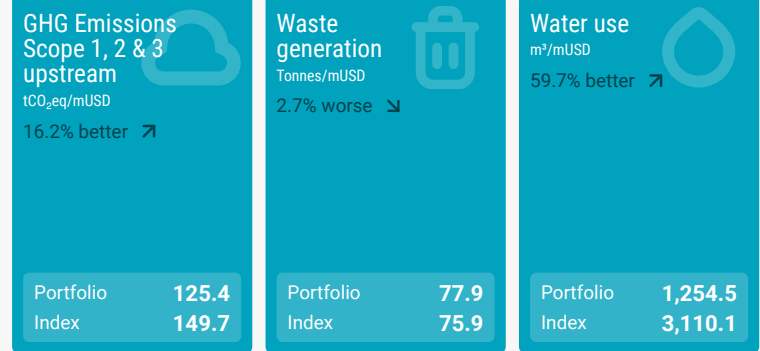 GHG Emissions
Scope 1, 2 & 3
upstream
tCO₂eq/mUSD
16.2% better
Portfolio 125.4
Index 149.7
Waste
generation
Tonnes/mUSD
2.7% worse
Portfolio 77.9
Index 75.9
Water use
m³/mUSD
59.7% better
Portfolio 1,254.5
Index 3,110.1